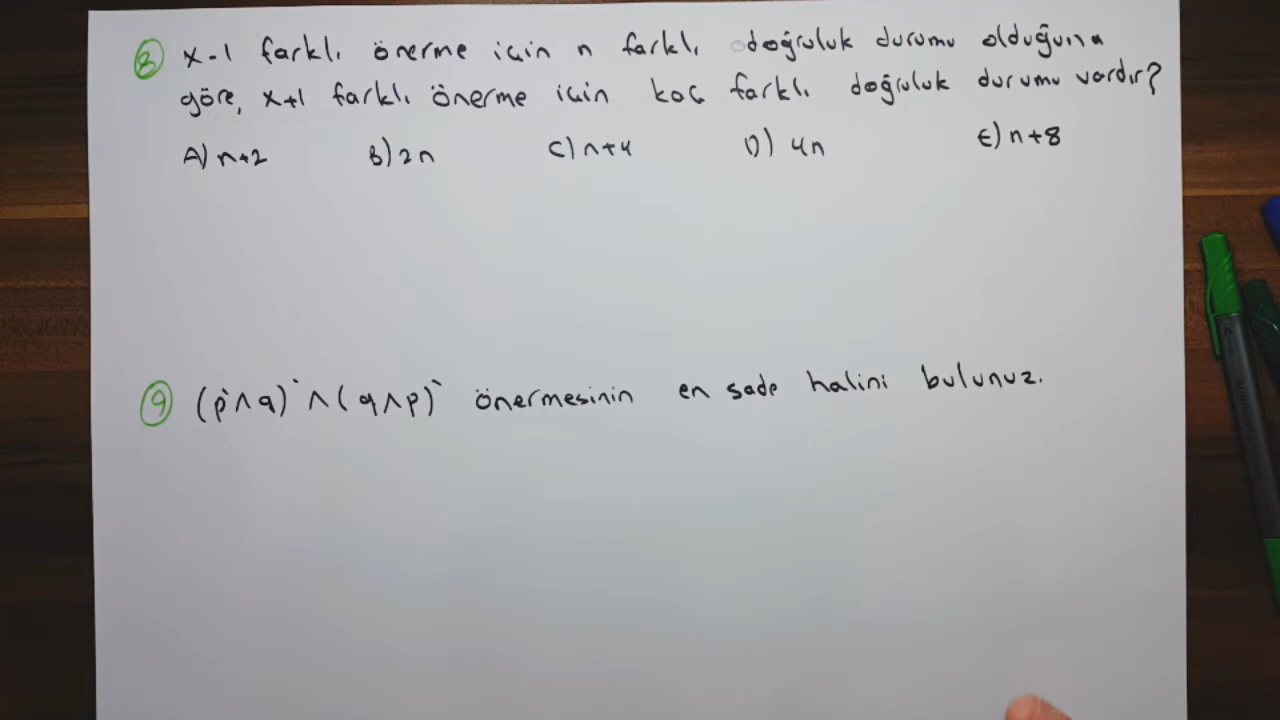 8 x-1 farklı önerme için n farklı doğruluk durumu olduğuna
göre, x+1 farklı önerme için kaç farklı doğruluk durumu vardır?
A) n+2 B) 2n C) n+4 D) 4n E) n+8
9 (p'∧q)'∧(q∧p)' önermesinin en sade halini bulunuz.